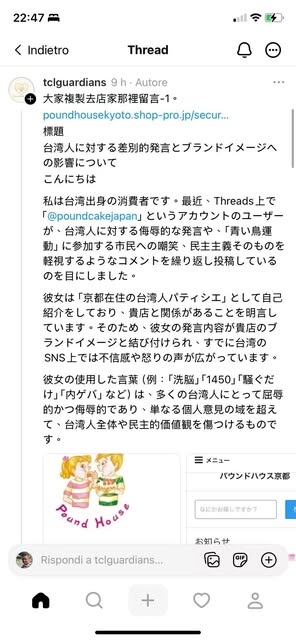 22:47
Indietro
Thread
tclguardians 9 h · Autore
大家複製去店家那裡留言-1。
poundhousekyoto.shop-pro.jp/secur...
標題
台湾人に対する差別的発言とブランドイメージへ
の影響について
こんにちは
私は台湾出身の消費者です。最近、Threads上で
「@poundcakejapan」というアカウントのユーザー
が、台湾人に対する侮辱的な発言や、「青い鳥運
動」に参加する市民への嘲笑、民主主義そのものを
軽視するようなコメントを繰り返し投稿している
のを目にしました。
彼女は「京都在住の台湾人パティシエ」として自己
紹介をしており、貴店と関係があることを明言し
ています。そのため、彼女の発言内容が貴店のブ
ランドイメージと結び付けられ、すでに台湾の
SNS上では不信感や怒りの声が広がっています。
彼女の使用した言葉（例：「洗脳」「1450」「騒ぐだ
け」「内ゲバ」など）は、多くの台湾人にとって屈辱
的かつ侮辱的であり、単なる個人意見の域を超え
て、台湾人全体や民主的価値観を傷つけるもので
す。
Pound House
メニュー
パウンドハウス京都
なにかお探しですか？
お知らせ
Rispondi a tclguardians...
GIF